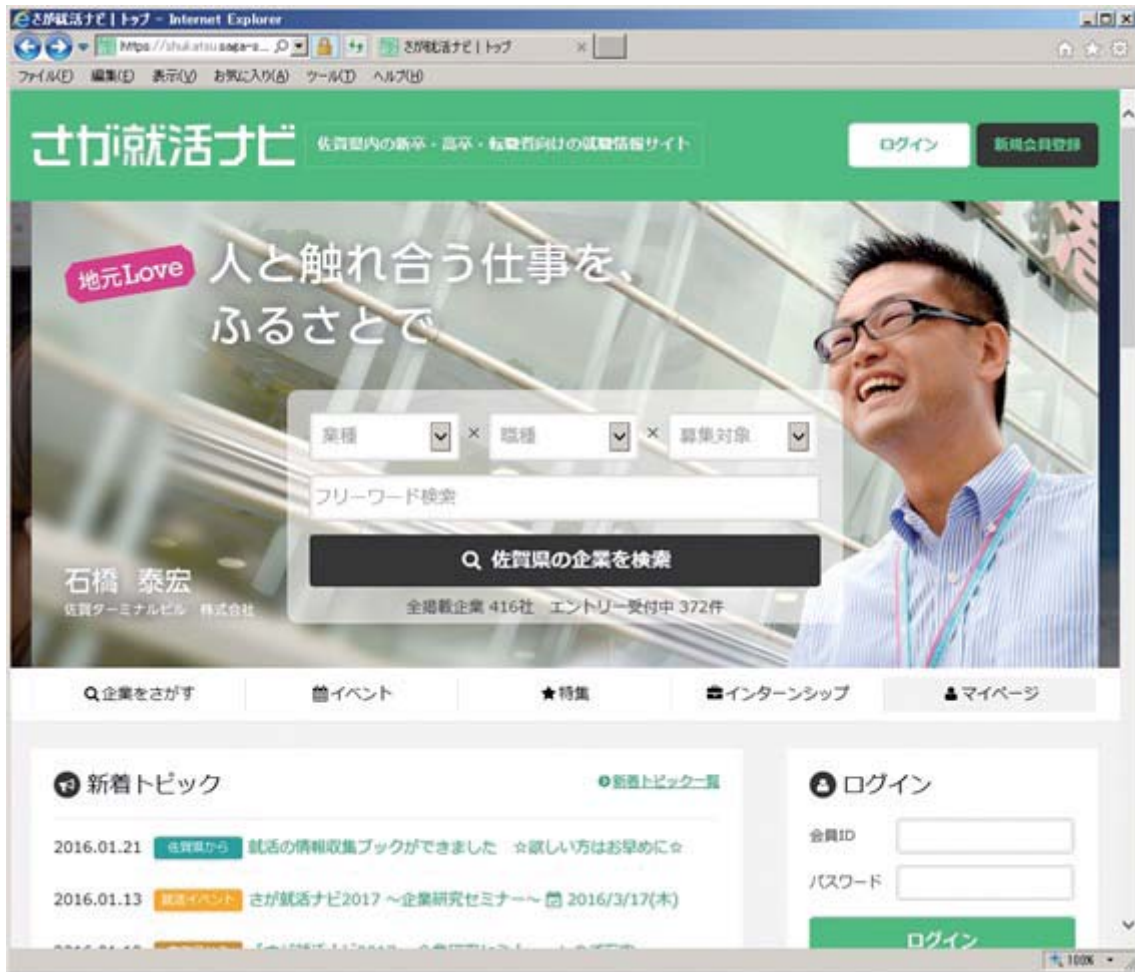 さが就活ナビ | トップ - Internet Explorer
さが就活ナビ | トップ
ファイル(F) 編集(E) 表示(V) お気に入り(A) ツール(T) ヘルプ(H)
さが就活ナビ 佐賀県内の新卒・高卒・転職者向けの就職情報サイト ログイン 新規会員登録
地元Love 人と触れ合う仕事を、
ふるさとで
業種 × 職種 × 募集対象
フリーワード検索
佐賀県の企業を検索
石橋 泰宏
佐賀ターミナルビル 株式会社
全掲載企業 416社 エントリー受付中 372件
企業をさがす イベント ★特集 インターンシップ マイページ
新着トピック 新着トピック一覧
2016.01.21 佐賀県から 就活の情報収集ブックができました ☆欲しい方はお早めに☆
2016.01.13 就活イベント さが就活ナビ2017 ～企業研究セミナー～ 2016/3/17(木)
ログイン
会員ID
パスワード
ログイン
100%